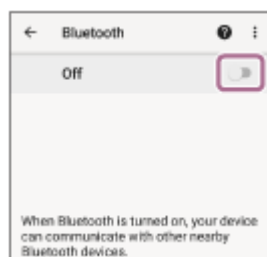 Bluetooth
Off
When Bluetooth is turned on, your device
can communicate with other nearby
Bluetooth devices.